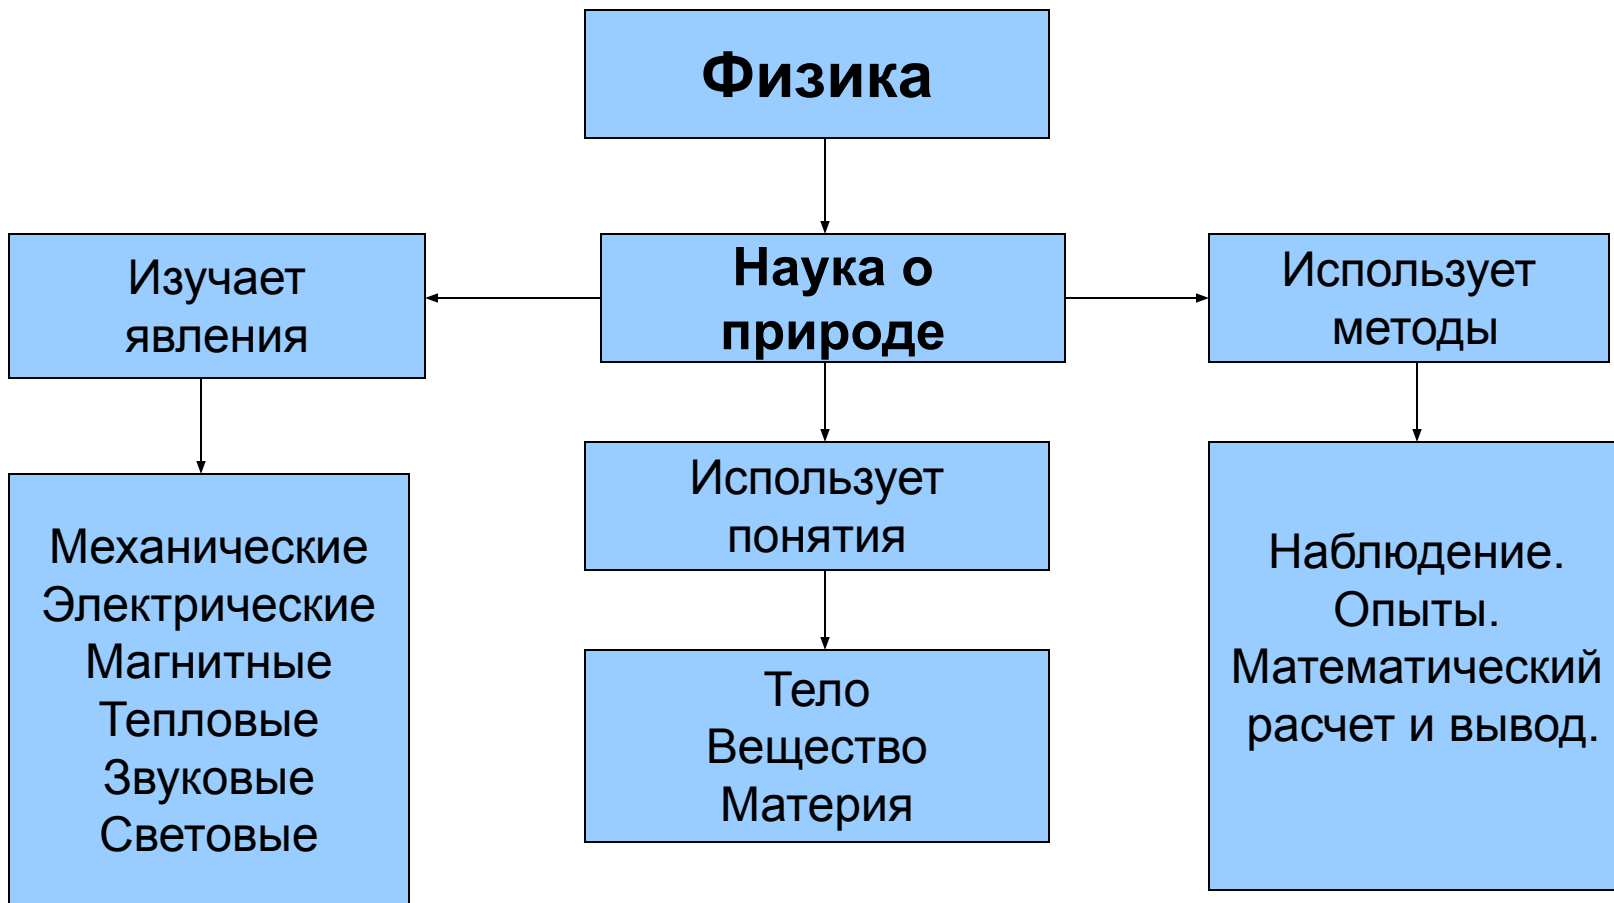 Физика
Изучает
явления
Наука о
природе
Использует
методы
Механические
Электрические
Магнитные
Тепловые
Звуковые
Световые
Использует
понятия
Тело
Вещество
Материя
Наблюдение.
Опыты.
Математический
расчет и вывод.